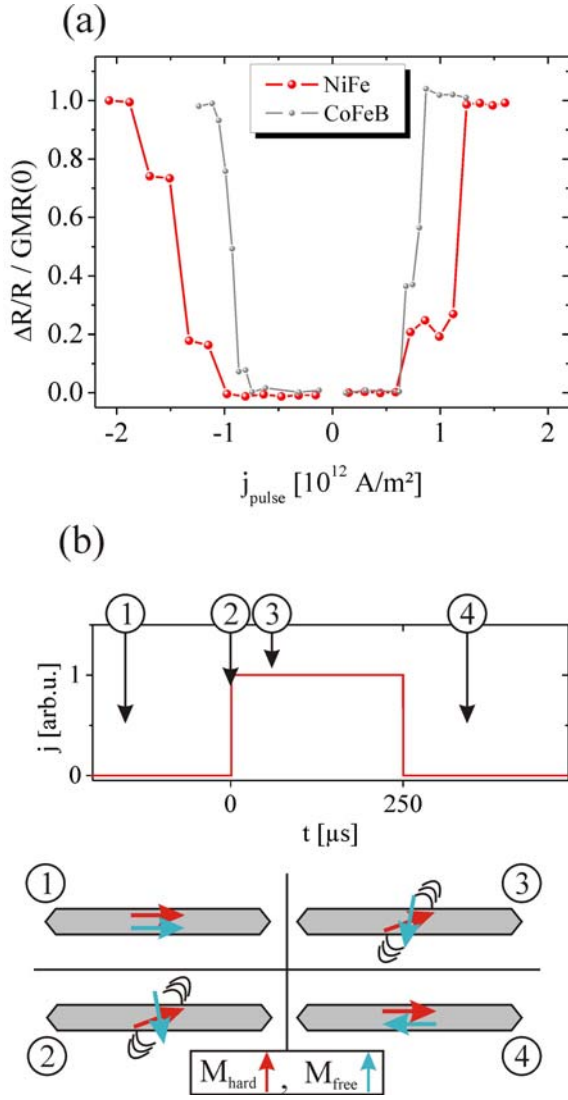 (a)
NiFe
CoFeB
1.0
0.8
0.6
0.4
0.2
0.0
ΔR/R / GMR(0)
-2 -1 0 1 2
j_pulse [10¹² A/m²]
(b)
1 2 3 4
1
0
j [arb.u.]
0 250
t [µs]
1 3
2 4
M_hard , M_free